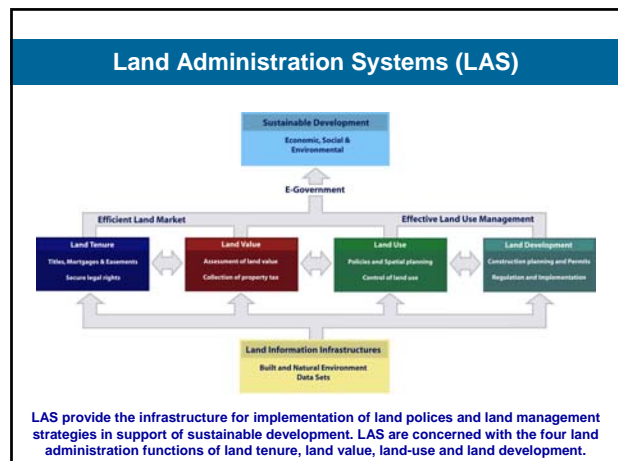 Land Administration Systems (LAS)
Sustainable Development
Economic, Social &
Environmental
E-Government
Efficient Land Market
Effective Land Use Management
Land Tenure
Titles, Mortgages & Easements
Secure legal rights
Land Value
Assessment of land value
Collection of property tax
Land Use
Policies and Spatial planning
Control of land use
Land Development
Construction planning and Permits
Regulation and Implementation
Land Information Infrastructures
Built and Natural Environment
Data Sets
LAS provide the infrastructure for implementation of land polices and land management
strategies in support of sustainable development. LAS are concerned with the four land
administration functions of land tenure, land value, land-use and land development.